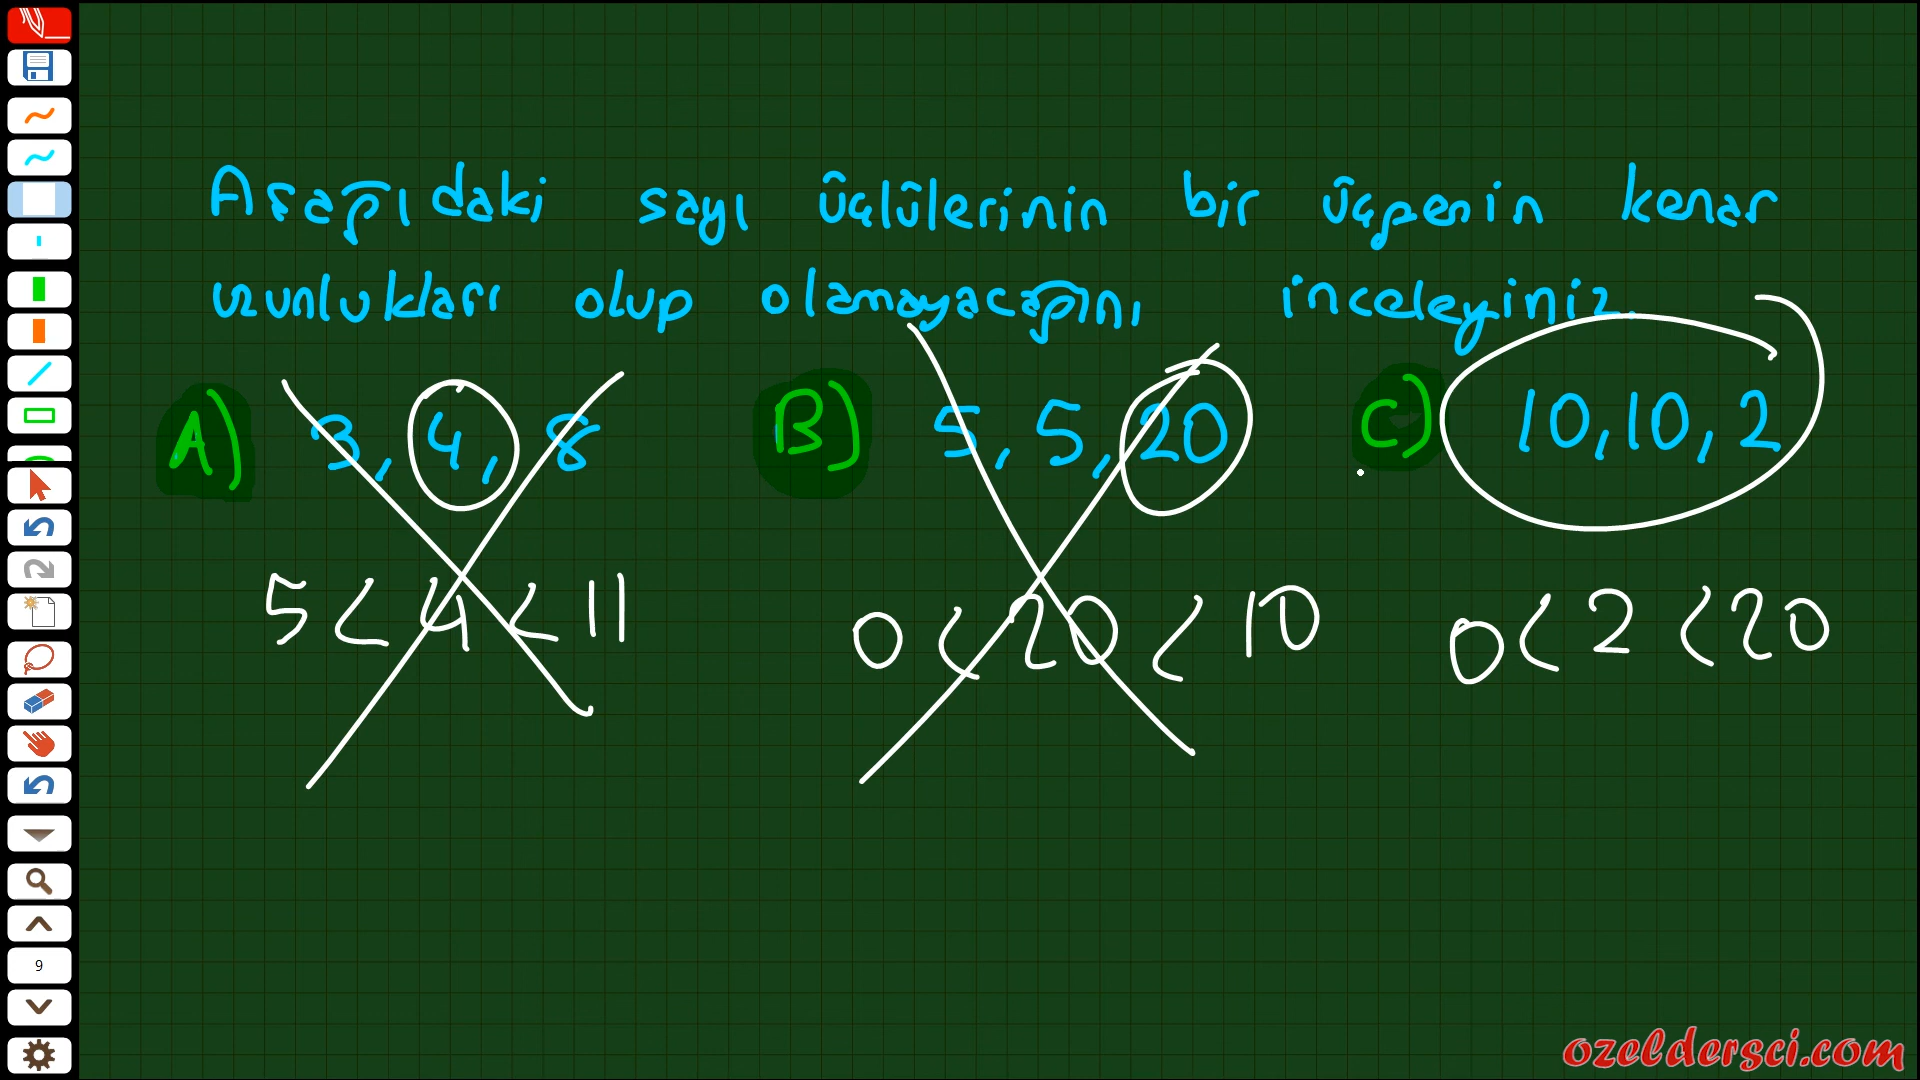 Aşağıdaki sayı üçlülerinin bir üçgenin kenar
uzunlukları olup olamayacağını inceleyiniz.
A) 3, 4, 8
B) 5, 5, 20
C) 10, 10, 2
5 < 4 < 11
0 < 20 < 10
0 < 2 < 20
9
ozeldersci.com